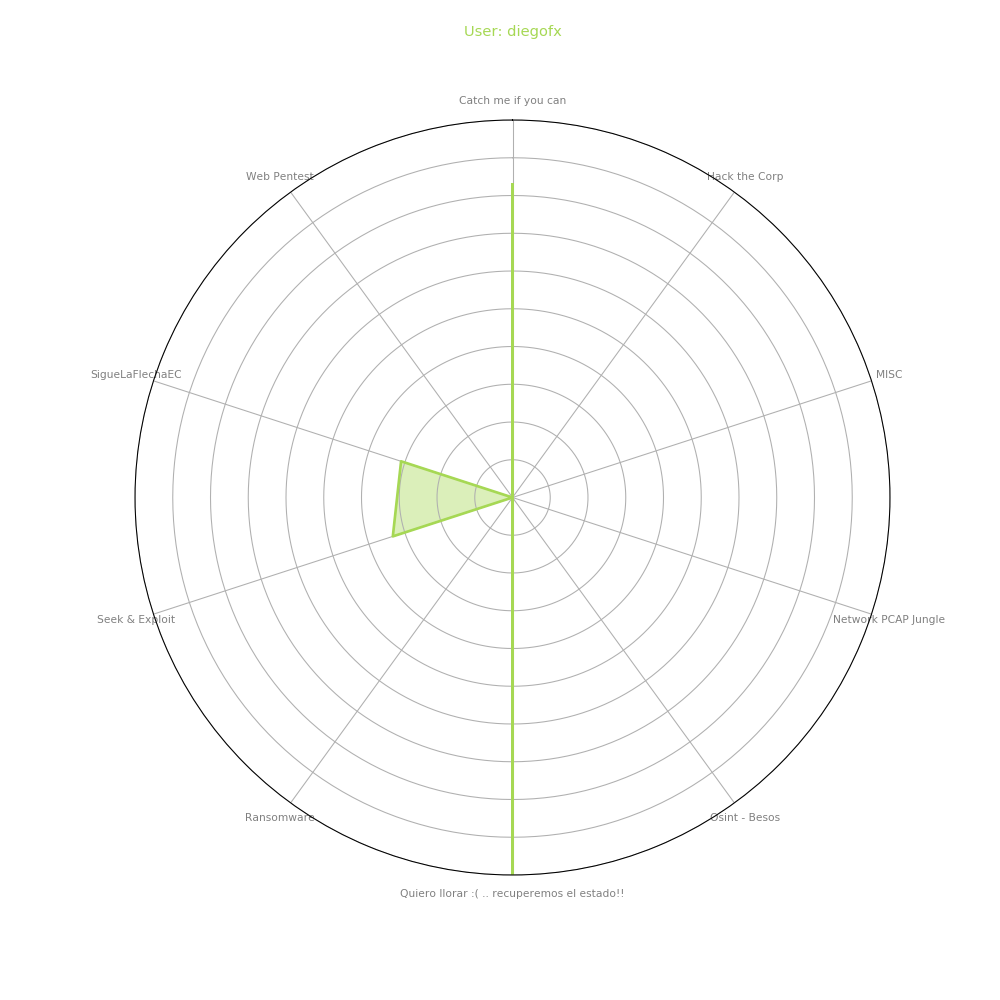 User: diegofx
Catch me if you can
Web Pentest
Hack the Corp
SigueLaFlechaEC
MISC
Seek & Exploit
Network PCAP Jungle
Ransomware
Osint - Besos
Quiero llorar :( .. recuperemos el estado!!